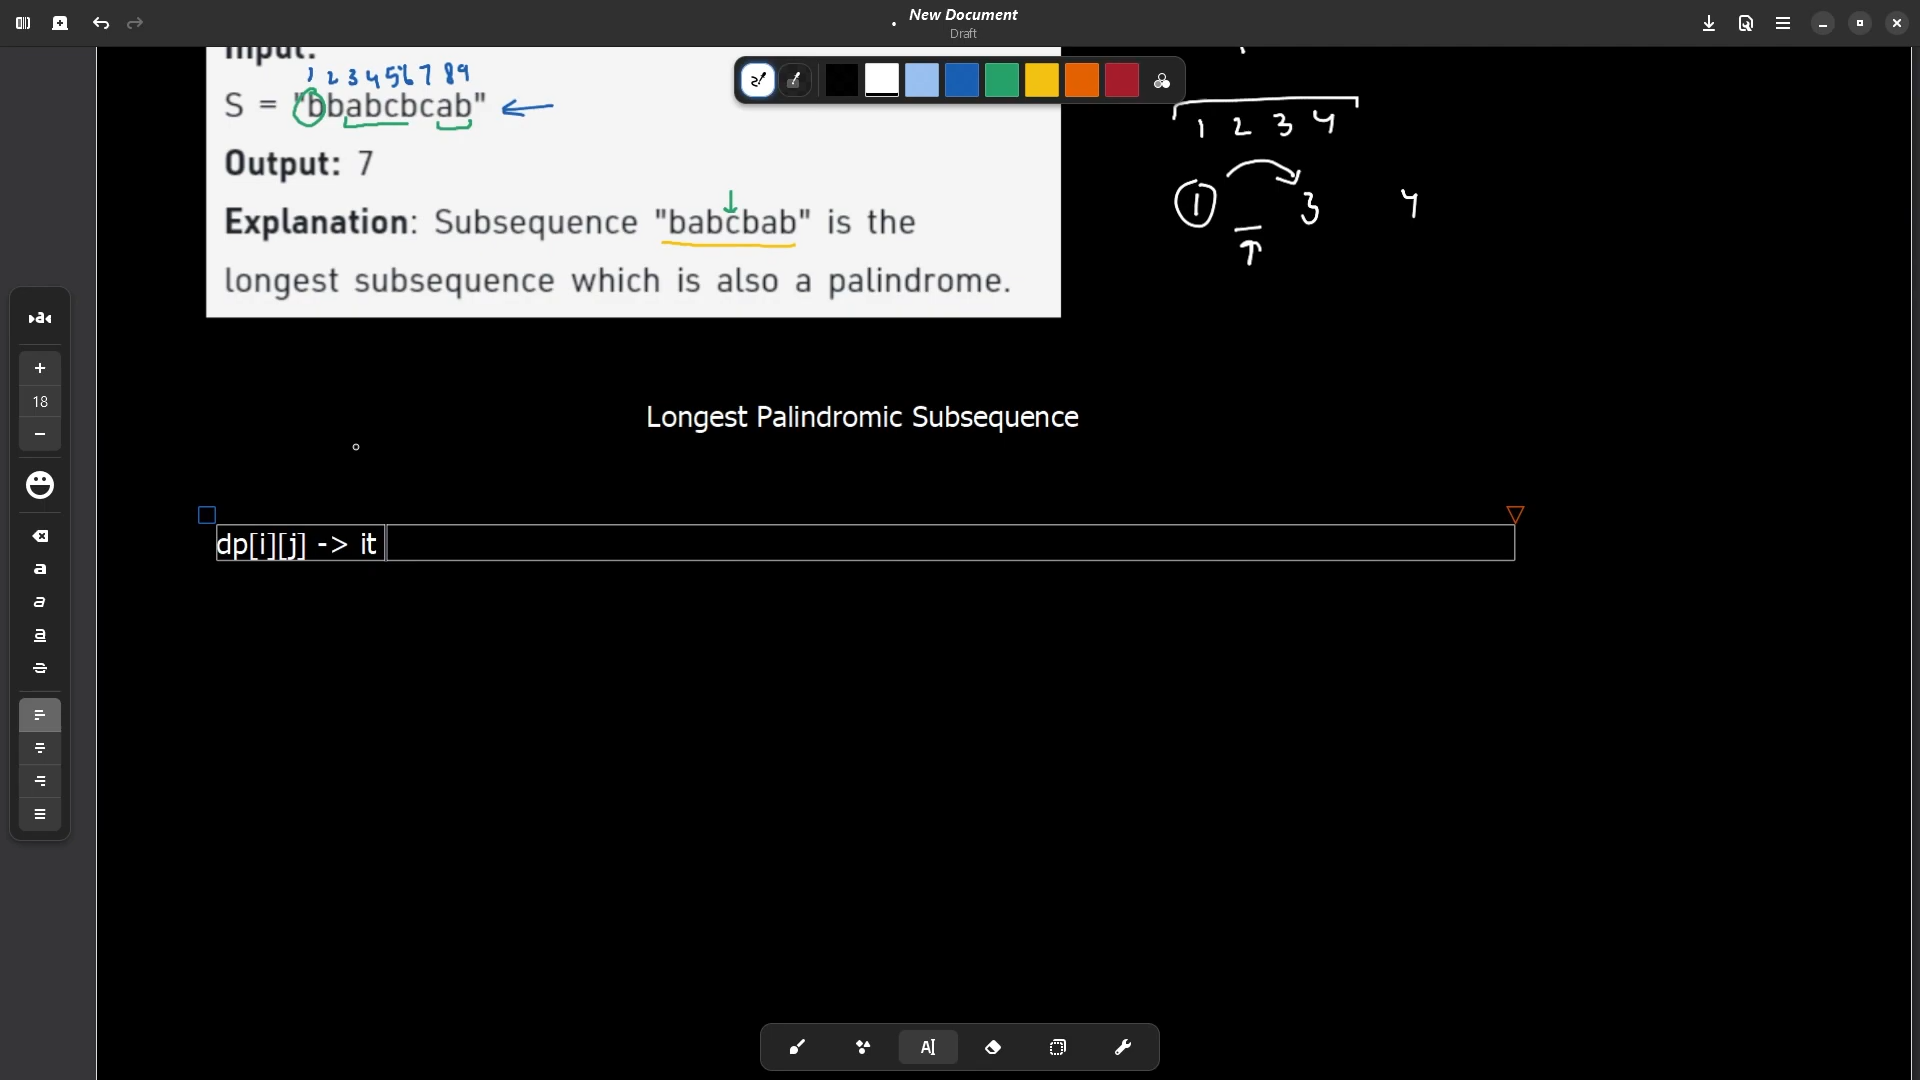 New Document
Draft
Input:
1 2 3 4 5 6 7 8 9
S = "bbabcbcab"
Output: 7
Explanation: Subsequence "babcbab" is the
longest subsequence which is also a palindrome.
1 2 3 4
1 3 4
Longest Palindromic Subsequence
dp[i][j] -> it
a
+
18
−
a
a
a
a
AI